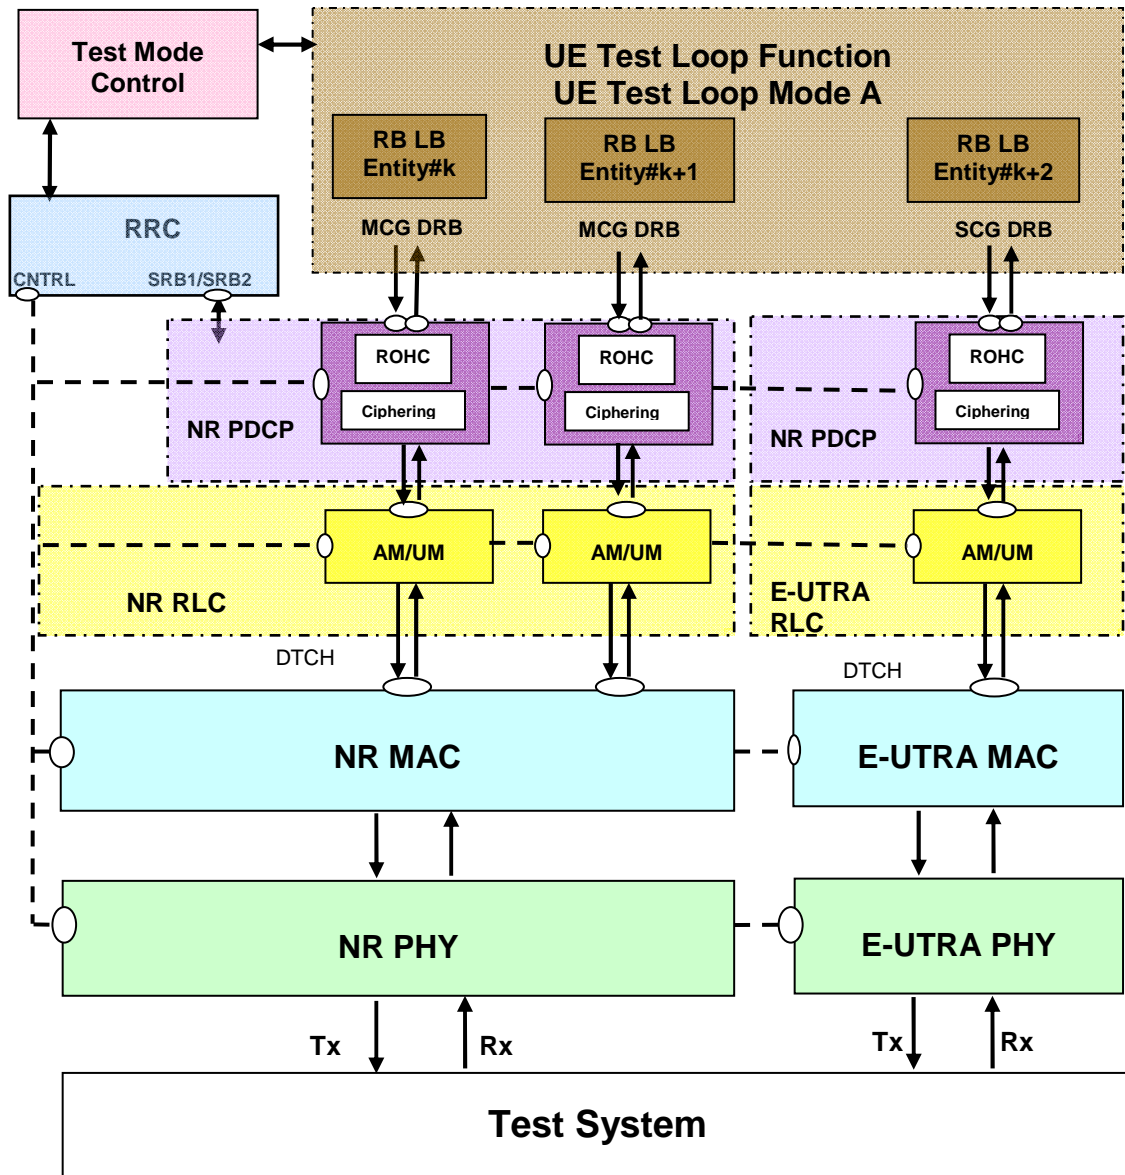 Test Mode
Control
UE Test Loop Function
UE Test Loop Mode A
RB LB
Entity#k
RB LB
Entity#k+1
RB LB
Entity#k+2
MCG DRB
MCG DRB
SCG DRB
RRC
CNTRL
SRB1/SRB2
ROHC
Ciphering
ROHC
Ciphering
ROHC
Ciphering
NR PDCP
NR PDCP
AM/UM
AM/UM
AM/UM
NR RLC
E-UTRA
RLC
DTCH
DTCH
NR MAC
E-UTRA MAC
NR PHY
E-UTRA PHY
Tx
Rx
Tx
Rx
Test System